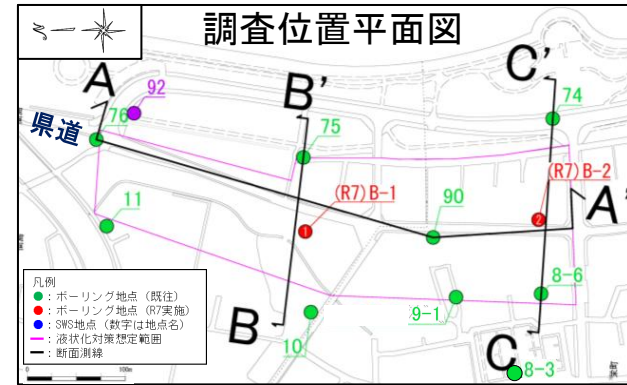 調査位置平面図
A
76
92
県道
B'
75
C'
74
11
(R7)B-1
1
90
(R7)B-2
2
A'
B
10
9-1
8-6
C
8-3
凡例
：ボーリング地点（既往）
：ボーリング地点（R7実施）
：SWS地点（数字は地点名）
：液状化対策想定範囲
：断面測線
0
100m